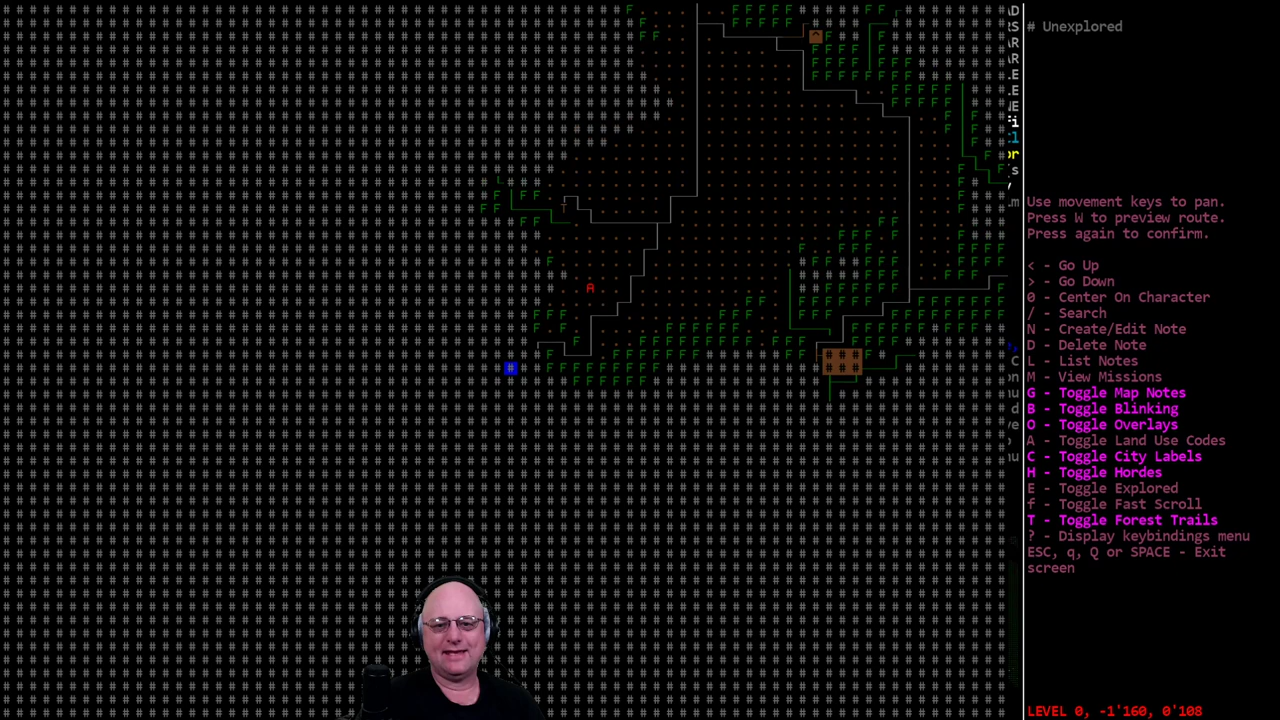 # Unexplored
Use movement keys to pan.
Press W to preview route.
Press again to confirm.
< - Go Up
> - Go Down
0 - Center On Character
/ - Search
N - Create/Edit Note
D - Delete Note
L - List Notes
M - View Missions
G - Toggle Map Notes
B - Toggle Blinking
O - Toggle Overlays
A - Toggle Land Use Codes
C - Toggle City Labels
H - Toggle Hordes
E - Toggle Explored
f - Toggle Fast Scroll
T - Toggle Forest Trails
? - Display keybindings menu
ESC, q, Q or SPACE - Exit
screen
LEVEL 0, -1'160, 0'108